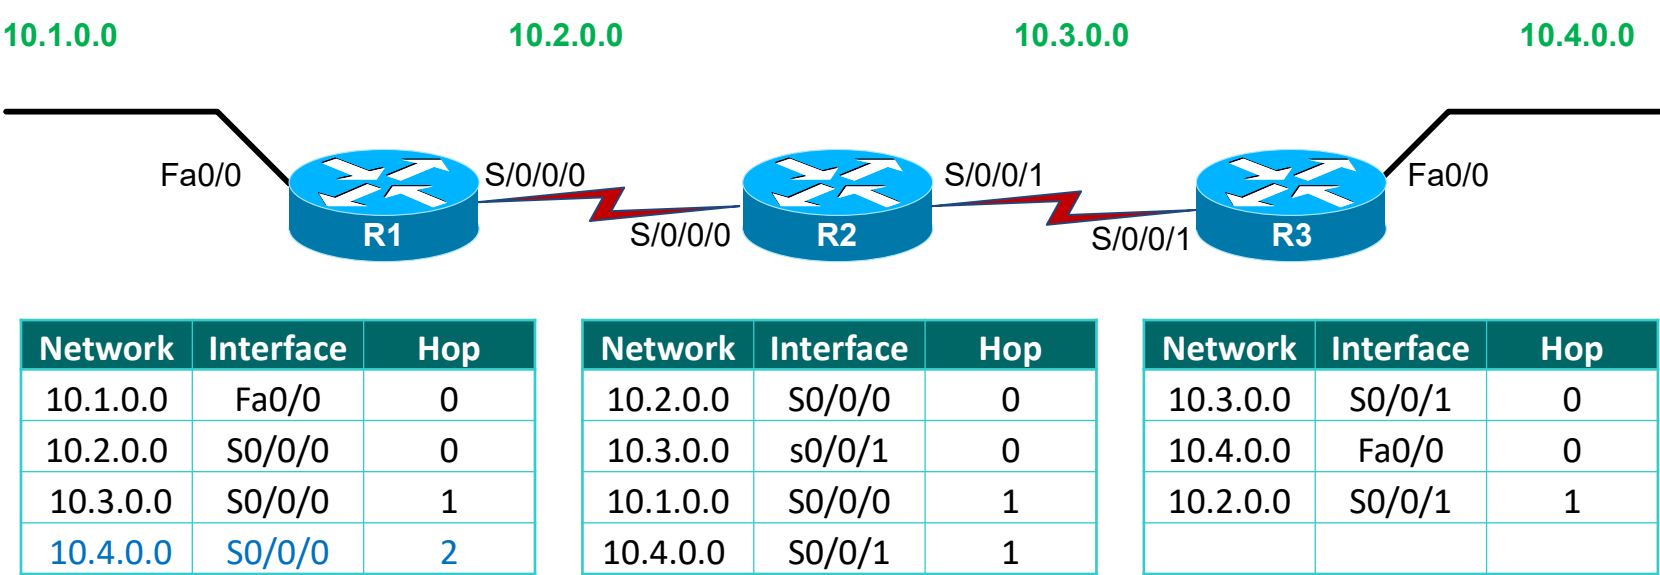 10.1.0.0 10.2.0.0 10.3.0.0 10.4.0.0
Fa0/0 S/0/0/0 S/0/0/1 Fa0/0
S/0/0/0 S/0/0/1
R1 R2 R3
Network Interface Hop Network Interface Hop Network Interface Hop
10.1.0.0 Fa0/0 0 10.2.0.0 S0/0/0 0 10.3.0.0 S0/0/1 0
10.2.0.0 S0/0/0 0 10.3.0.0 s0/0/1 0 10.4.0.0 Fa0/0 0
10.3.0.0 S0/0/0 1 10.1.0.0 S0/0/0 1 10.2.0.0 S0/0/1 1
10.4.0.0 S0/0/0 2 10.4.0.0 S0/0/1 1